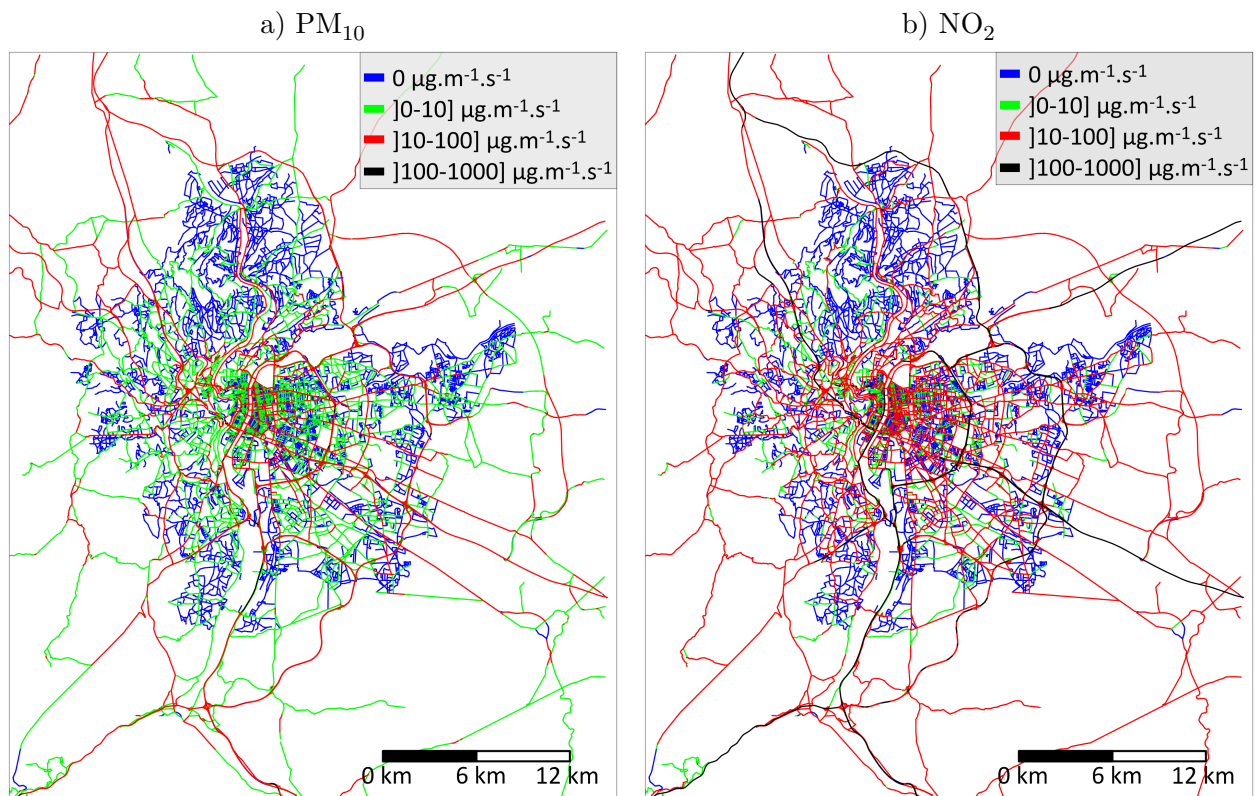 a) PM₁₀
0 µg.m⁻¹.s⁻¹
]0-10] µg.m⁻¹.s⁻¹
]10-100] µg.m⁻¹.s⁻¹
]100-1000] µg.m⁻¹.s⁻¹
0 km 6 km 12 km
b) NO₂
0 µg.m⁻¹.s⁻¹
]0-10] µg.m⁻¹.s⁻¹
]10-100] µg.m⁻¹.s⁻¹
]100-1000] µg.m⁻¹.s⁻¹
0 km 6 km 12 km